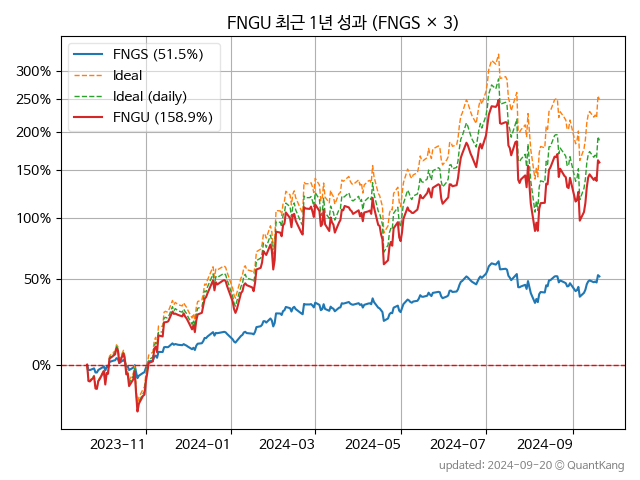 FNGU 최근 1년 성과 (FNGS × 3)
FNGS (51.5%)
Ideal
Ideal (daily)
FNGU (158.9%)
300%
250%
200%
150%
100%
50%
0%
2023-11
2024-01
2024-03
2024-05
2024-07
2024-09
updated: 2024-09-20 © QuantKang